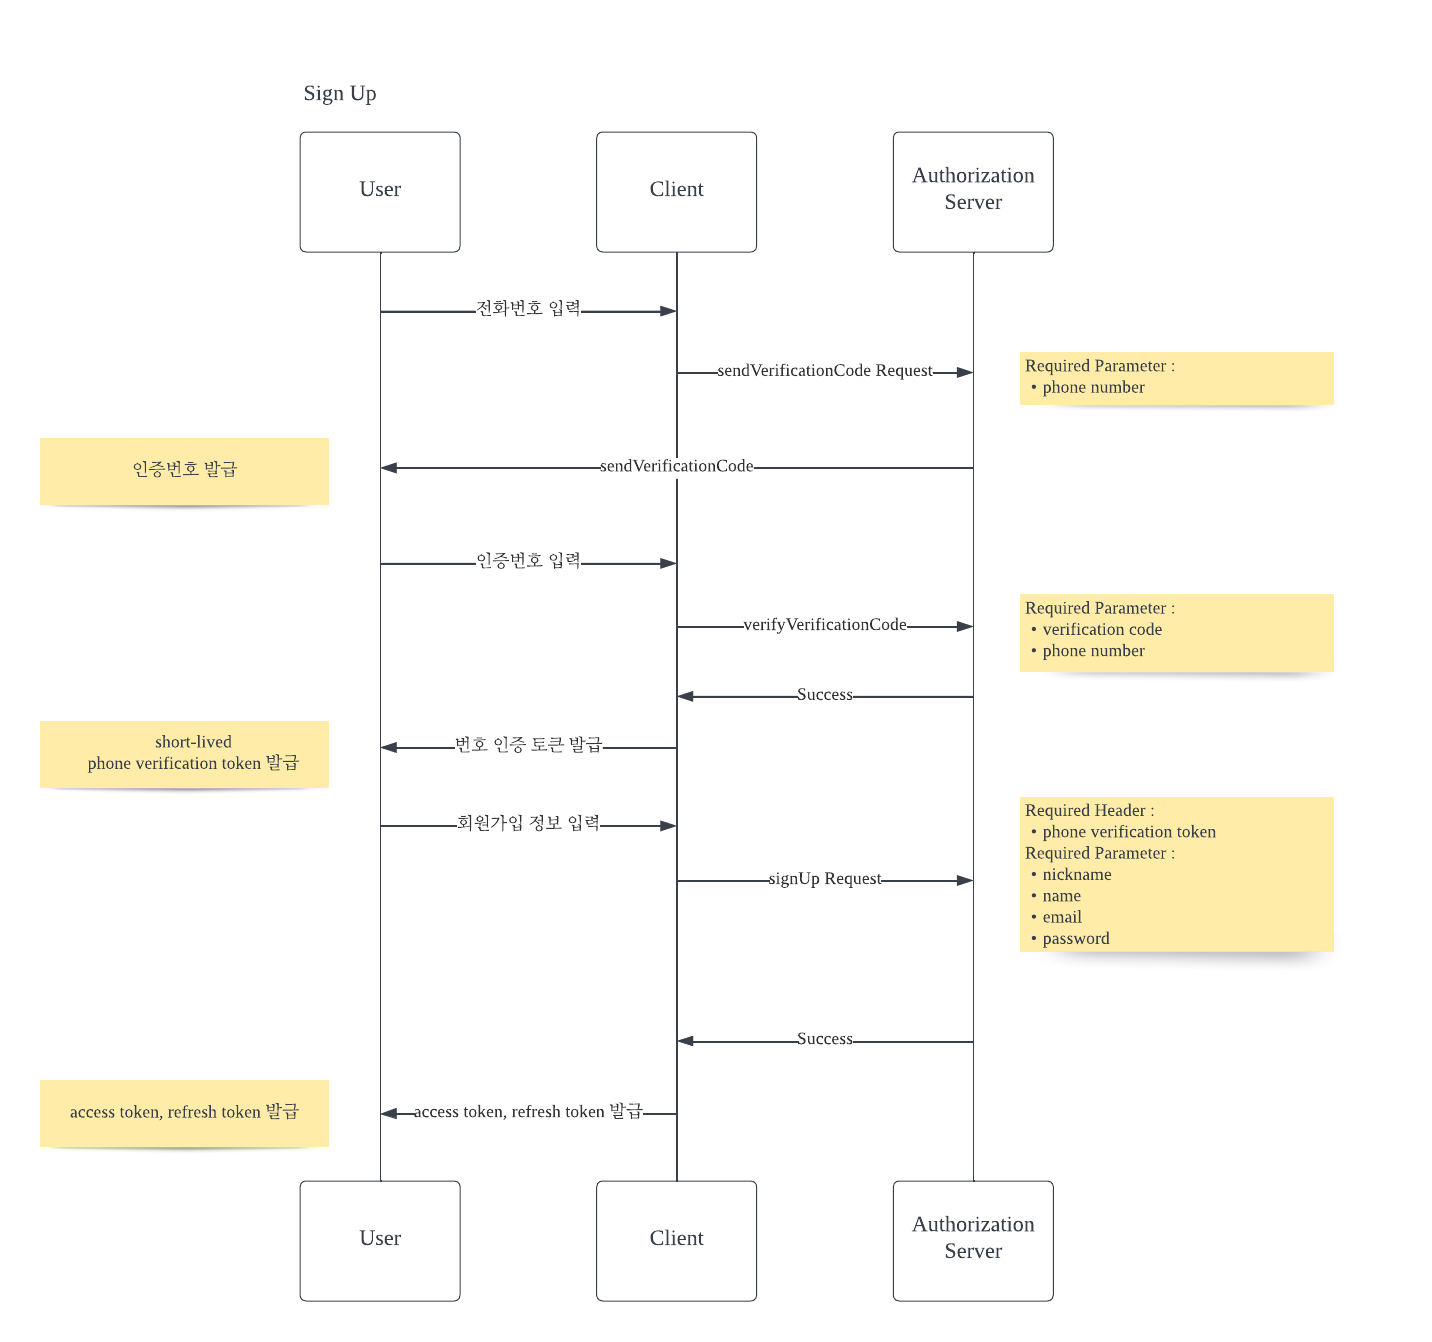 Sign Up
User
Client
Authorization
Server
전화번호 입력
sendVerificationCode Request
Required Parameter :
• phone number
인증번호 발급
sendVerificationCode
인증번호 입력
verifyVerificationCode
Required Parameter :
• verification code
• phone number
Success
short-lived
phone verification token 발급
번호 인증 토큰 발급
회원가입 정보 입력
signUp Request
Required Header :
• phone verification token
Required Parameter :
• nickname
• name
• email
• password
Success
access token, refresh token 발급
access token, refresh token 발급
User
Client
Authorization
Server